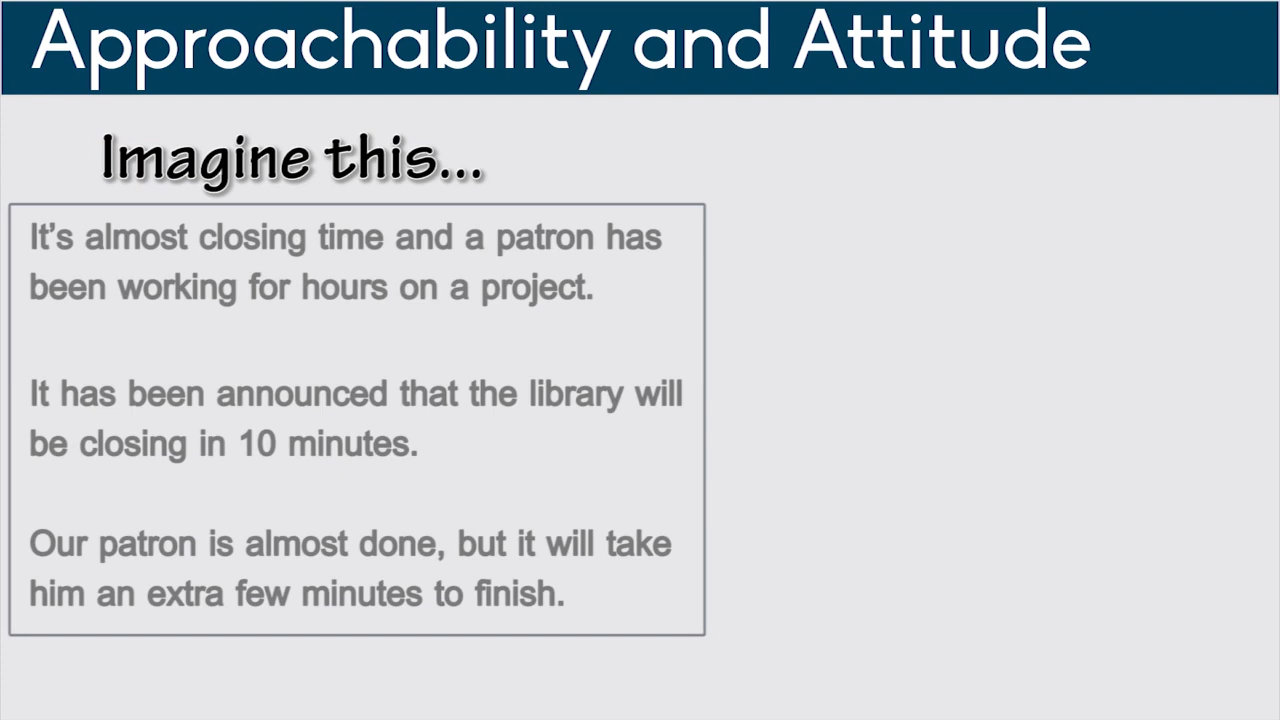 Approachability and Attitude
Imagine this...
It’s almost closing time and a patron has
been working for hours on a project.
It has been announced that the library will
be closing in 10 minutes.
Our patron is almost done, but it will take
him an extra few minutes to finish.